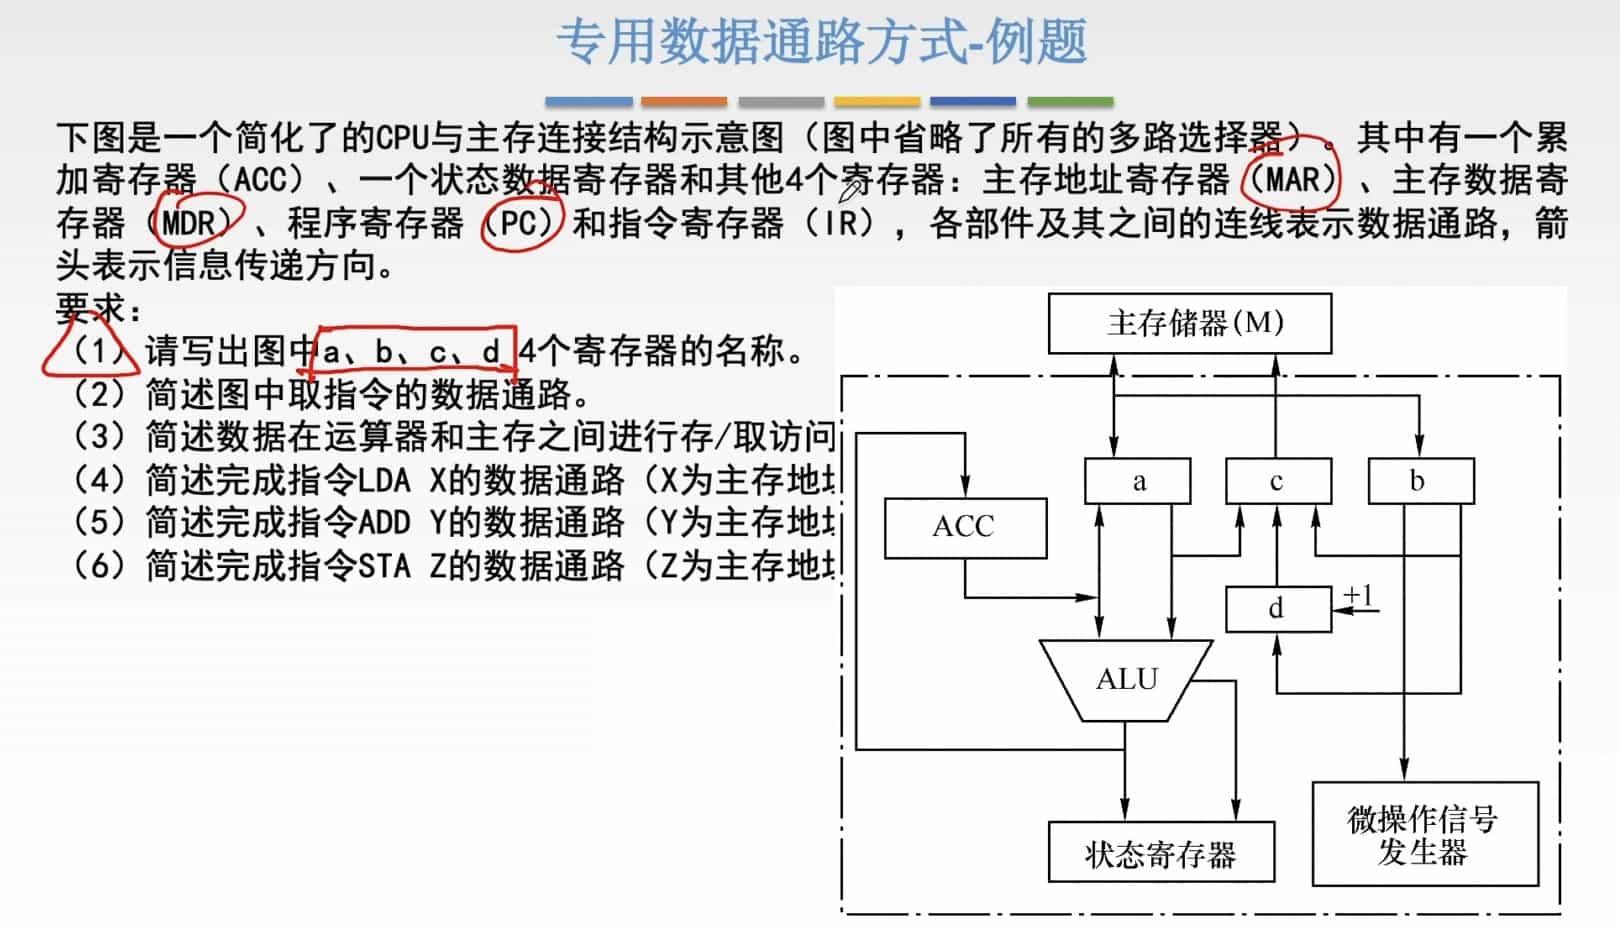 专用数据通路方式-例题
下图是一个简化了的CPU与主存连接结构示意图（图中省略了所有的多路选择器）。其中有一个累
加寄存器（ACC）、一个状态数据寄存器和其他4个寄存器：主存地址寄存器（MAR）、主存数据寄
存器（MDR）、程序寄存器（PC）和指令寄存器（IR），各部件及其之间的连线表示数据通路，箭
头表示信息传递方向。
要求：
（1）请写出图中a、b、c、d 4个寄存器的名称。
（2）简述图中取指令的数据通路。
（3）简述数据在运算器和主存之间进行存/取访问
（4）简述完成指令LDA X的数据通路（X为主存地
（5）简述完成指令ADD Y的数据通路（Y为主存地
（6）简述完成指令STA Z的数据通路（Z为主存地
主存储器(M)
a
c
b
ACC
d
+1
ALU
状态寄存器
微操作信号
发生器